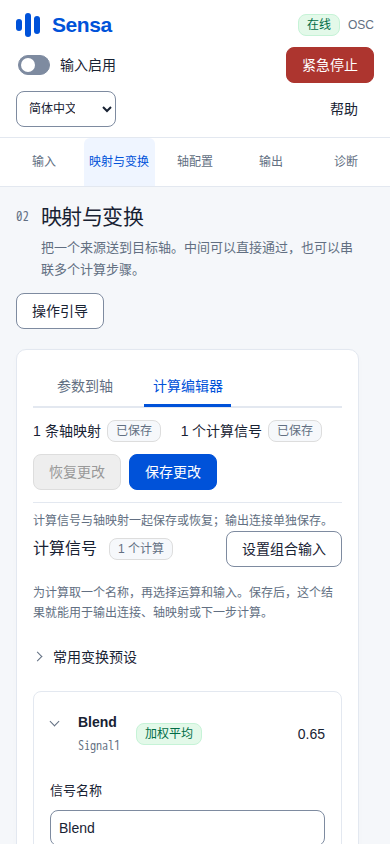 Sensa
在线 OSC
输入启用
紧急停止
简体中文
帮助
输入 映射与变换 轴配置 输出 诊断
02 映射与变换
把一个来源送到目标轴。中间可以直接通过，也可以串
联多个计算步骤。
操作引导
参数到轴 计算编辑器
1 条轴映射 已保存 1 个计算信号 已保存
恢复更改 保存更改
计算信号与轴映射一起保存或恢复；输出连接单独保存。
计算信号 1 个计算 设置组合输入
为计算取一个名称，再选择运算和输入。保存后，这个结
果就能用于输出连接、轴映射或下一步计算。
常用变换预设
Blend
Signal1
加权平均
0.65
信号名称
Blend